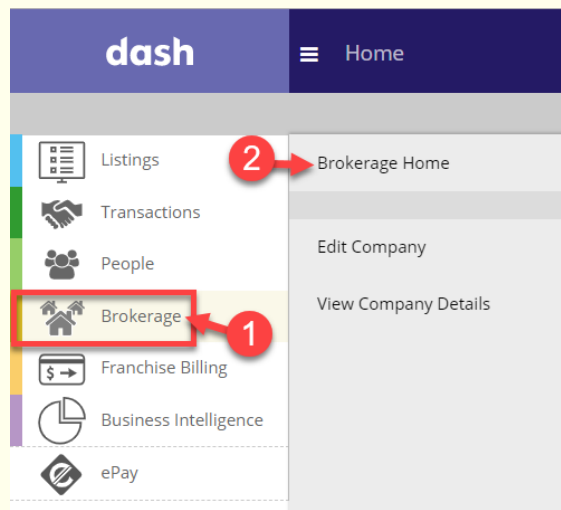 dash
Home
Listings
2
Brokerage Home
Transactions
People
Edit Company
Brokerage
1
View Company Details
$
Franchise Billing
Business Intelligence
ePay